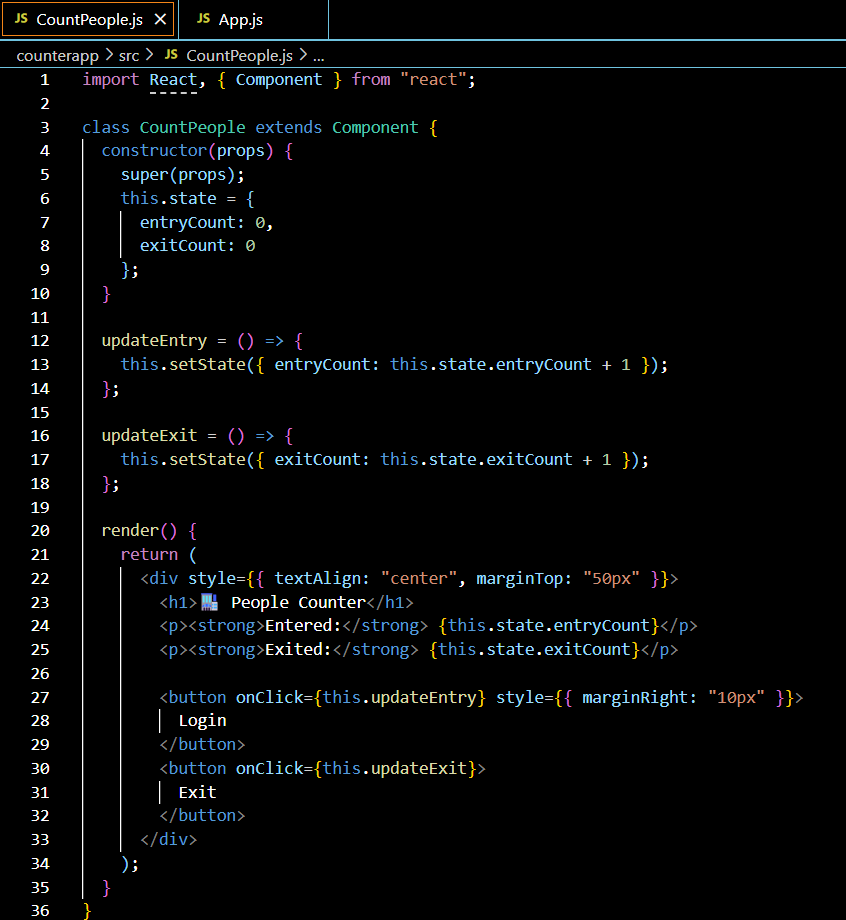 JS CountPeople.js × JS App.js
counterapp > src > JS CountPeople.js > ...
1 import React, { Component } from "react";
2
3 class CountPeople extends Component {
4 constructor(props) {
5 super(props);
6 this.state = {
7 entryCount: 0,
8 exitCount: 0
9 };
10 }
11
12 updateEntry = () => {
13 this.setState({ entryCount: this.state.entryCount + 1 });
14 };
15
16 updateExit = () => {
17 this.setState({ exitCount: this.state.exitCount + 1 });
18 };
19
20 render() {
21 return (
22 <div style={{ textAlign: "center", marginTop: "50px" }}>
23 <h1> People Counter</h1>
24 <p><strong>Entered:</strong> {this.state.entryCount}</p>
25 <p><strong>Exited:</strong> {this.state.exitCount}</p>
26
27 <button onClick={this.updateEntry} style={{ marginRight: "10px" }}>
28 Login
29 </button>
30 <button onClick={this.updateExit}>
31 Exit
32 </button>
33 </div>
34 );
35 }
36 }